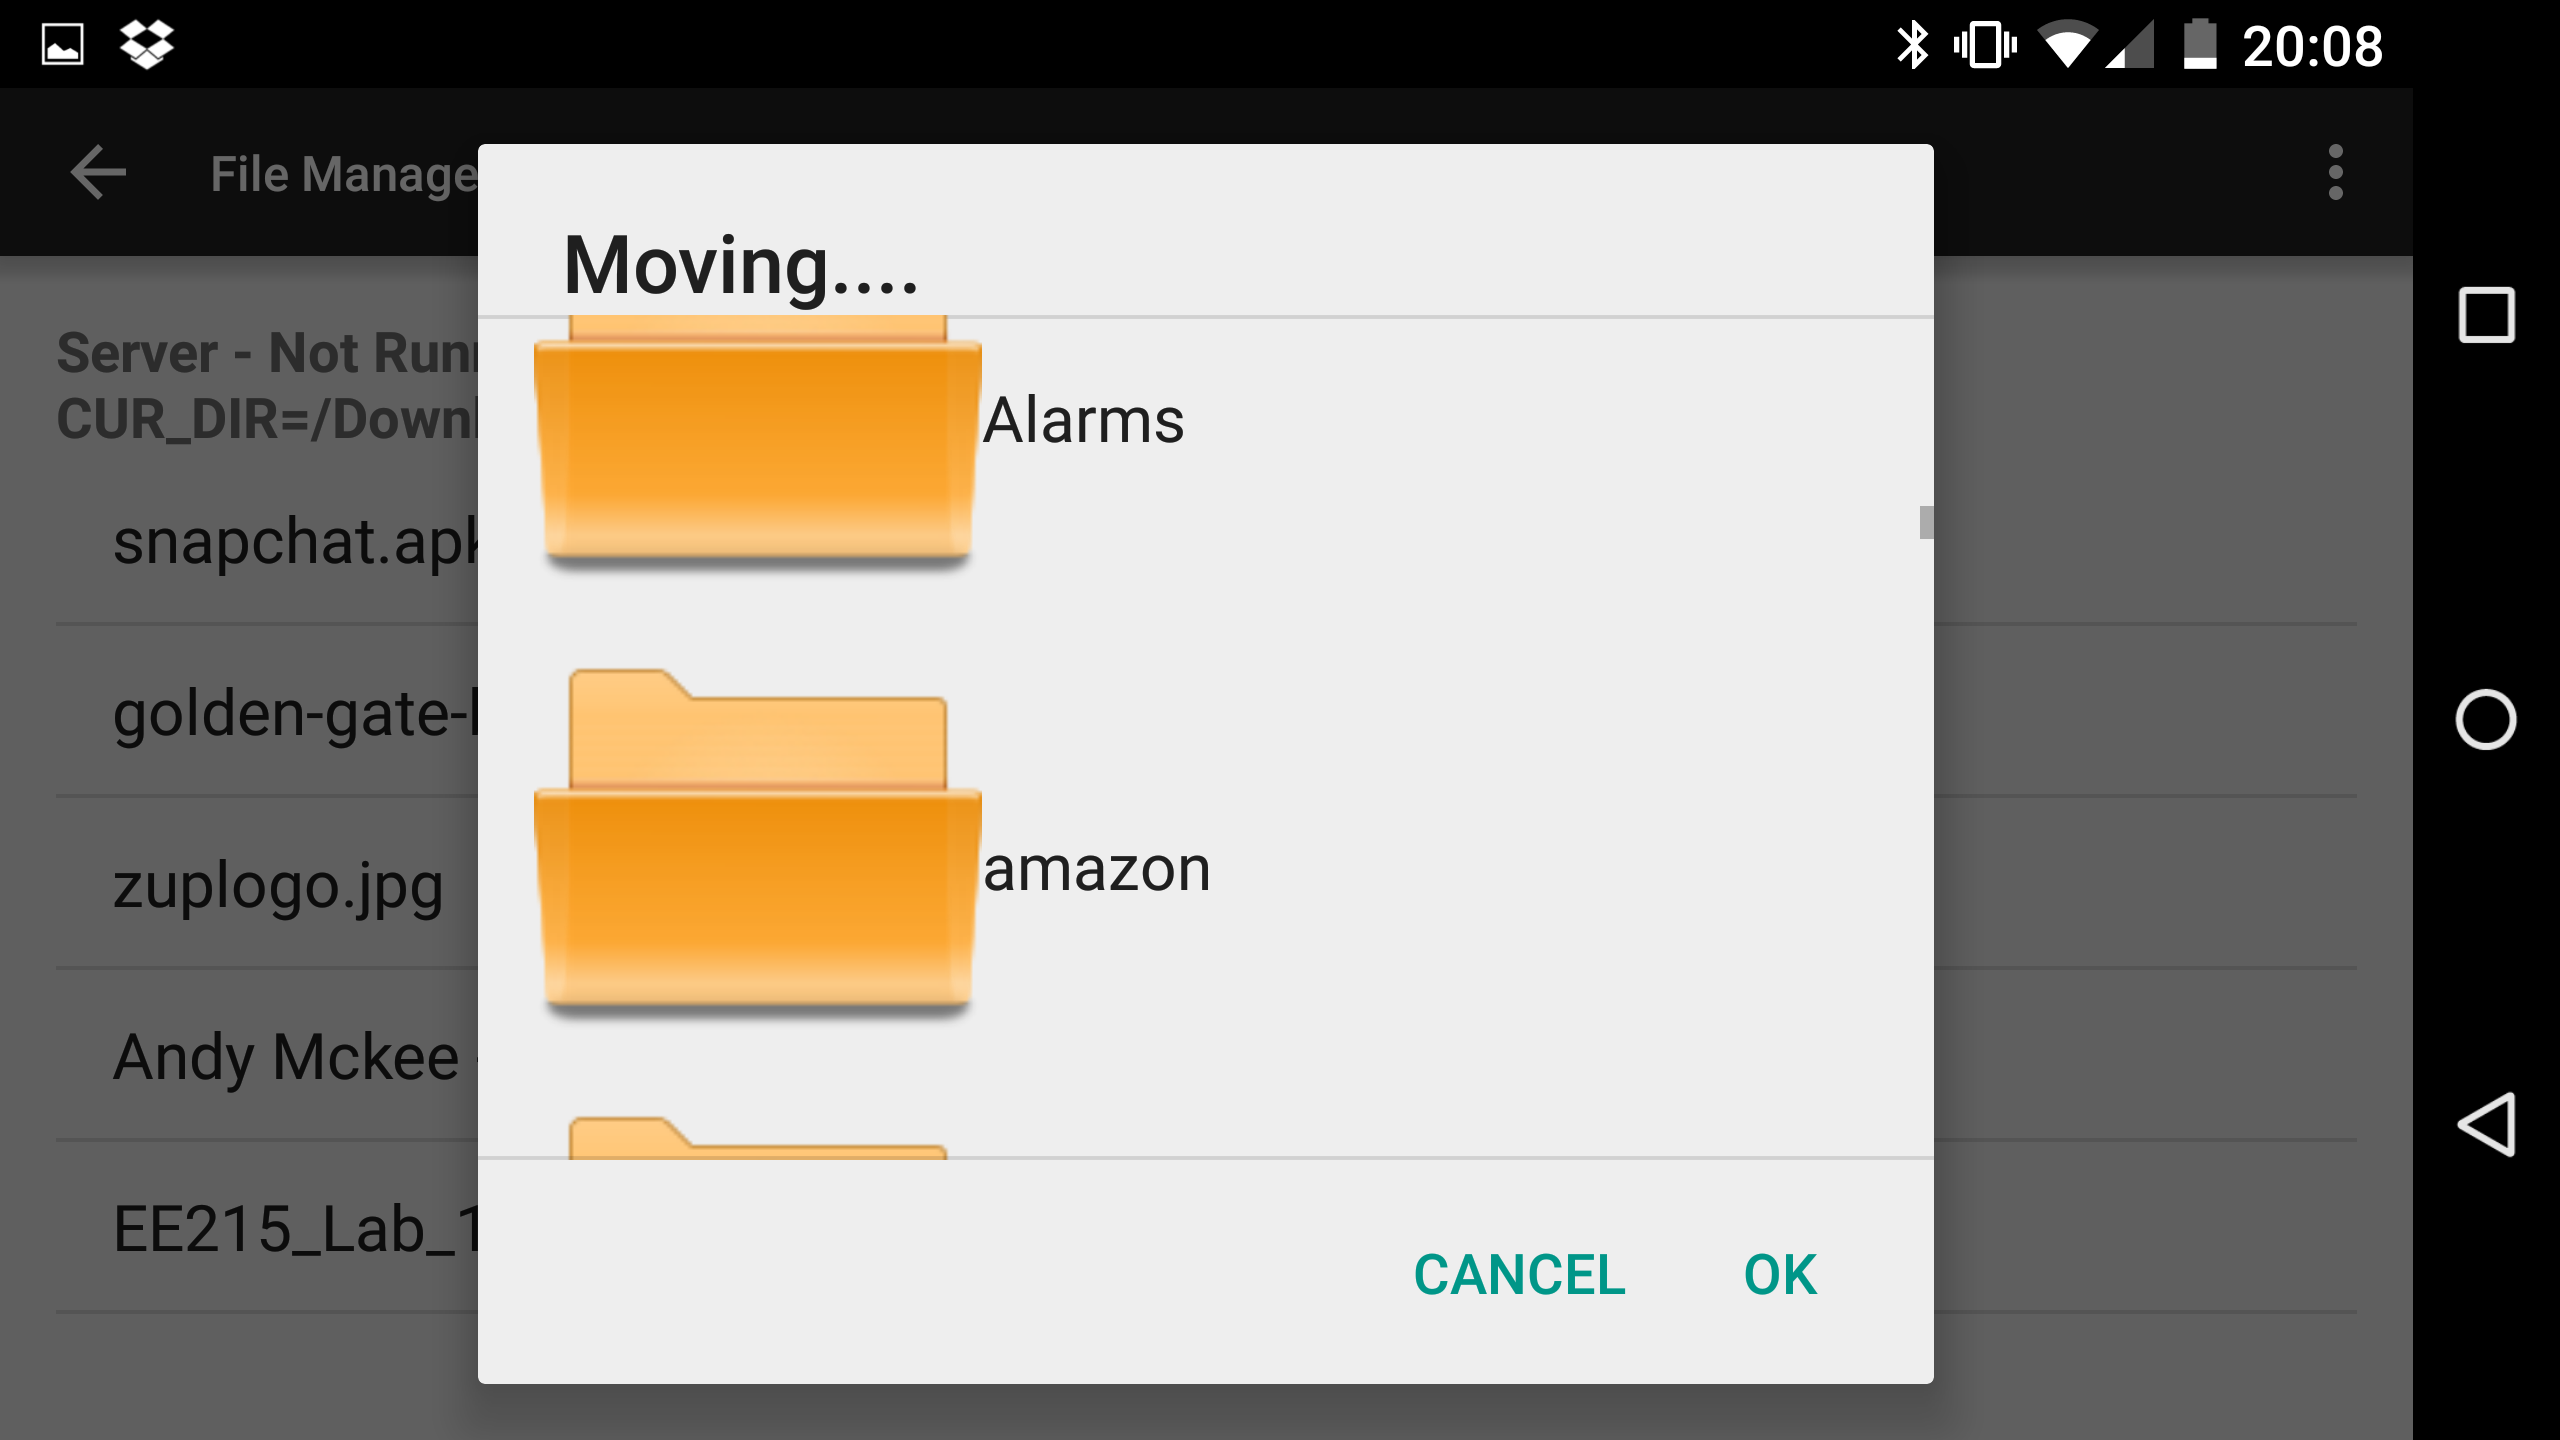 20:08
File Manage
Moving....
Server - Not Run
CUR_DIR=/Down
Alarms
snapchat.apk
golden-gate-
amazon
zuplogo.jpg
Andy Mckee -
EE215_Lab_1
CANCEL OK